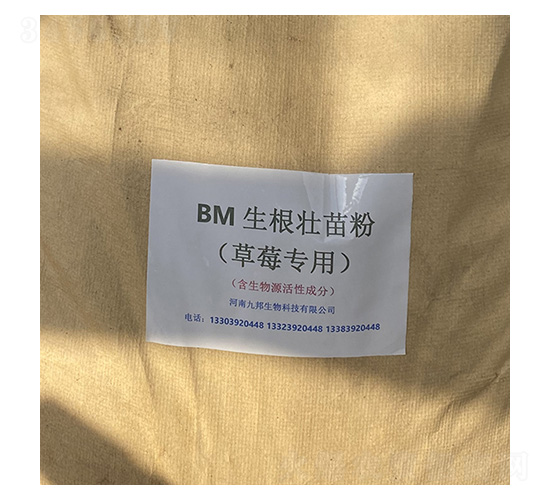 BM 生根壮苗粉
（草莓专用）
（含生物源活性成分）
河南九邦生物科技有限公司
电话：13303920448 13323920448 13383920448